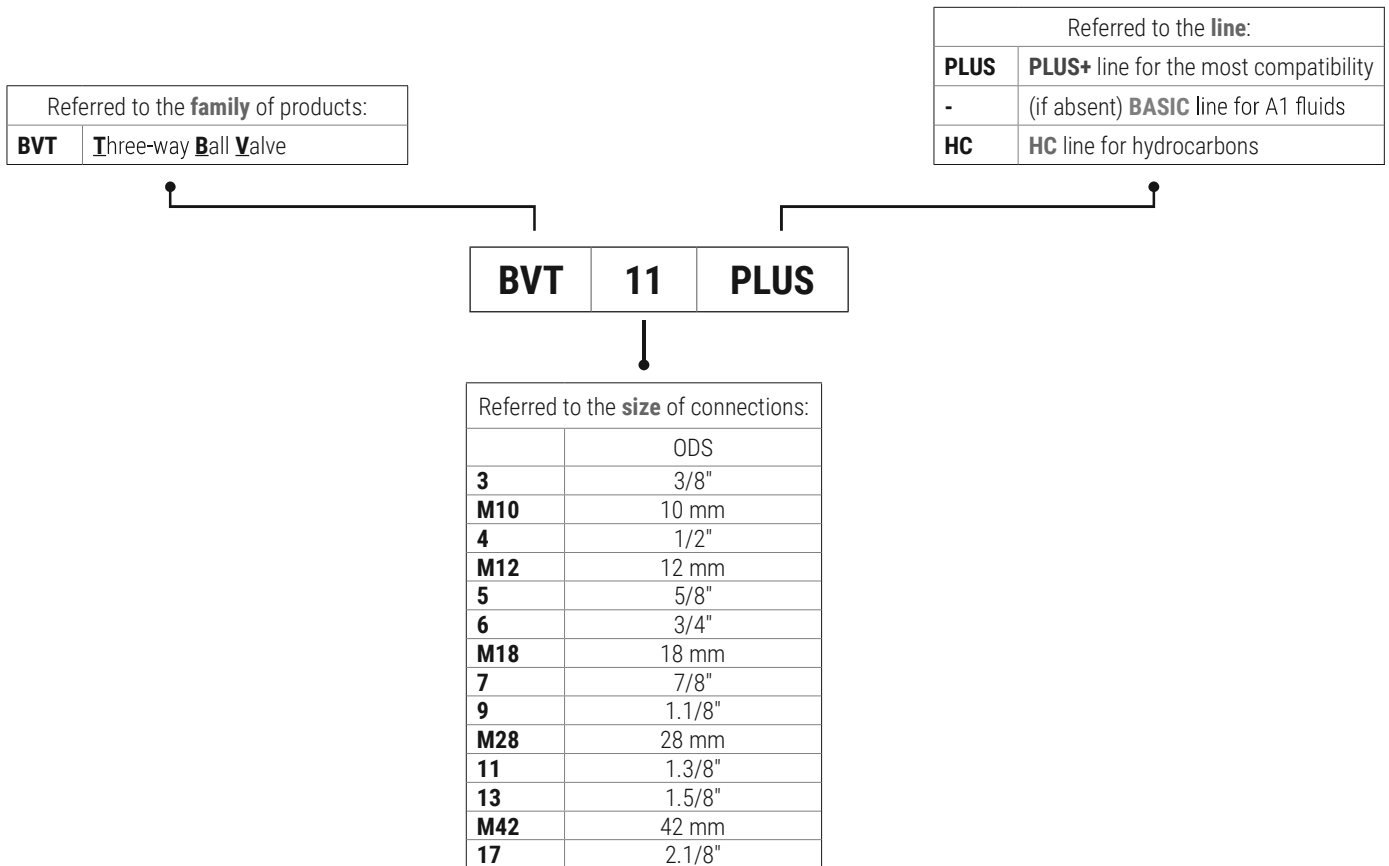 Referred to the line:
PLUS PLUS+ line for the most compatibility
- (if absent) BASIC line for A1 fluids
HC HC line for hydrocarbons
Referred to the family of products:
BVT Three-way Ball Valve
BVT 11 PLUS
Referred to the size of connections:
ODS
3 3/8"
M10 10 mm
4 1/2"
M12 12 mm
5 5/8"
6 3/4"
M18 18 mm
7 7/8"
9 1.1/8"
M28 28 mm
11 1.3/8"
13 1.5/8"
M42 42 mm
17 2.1/8"